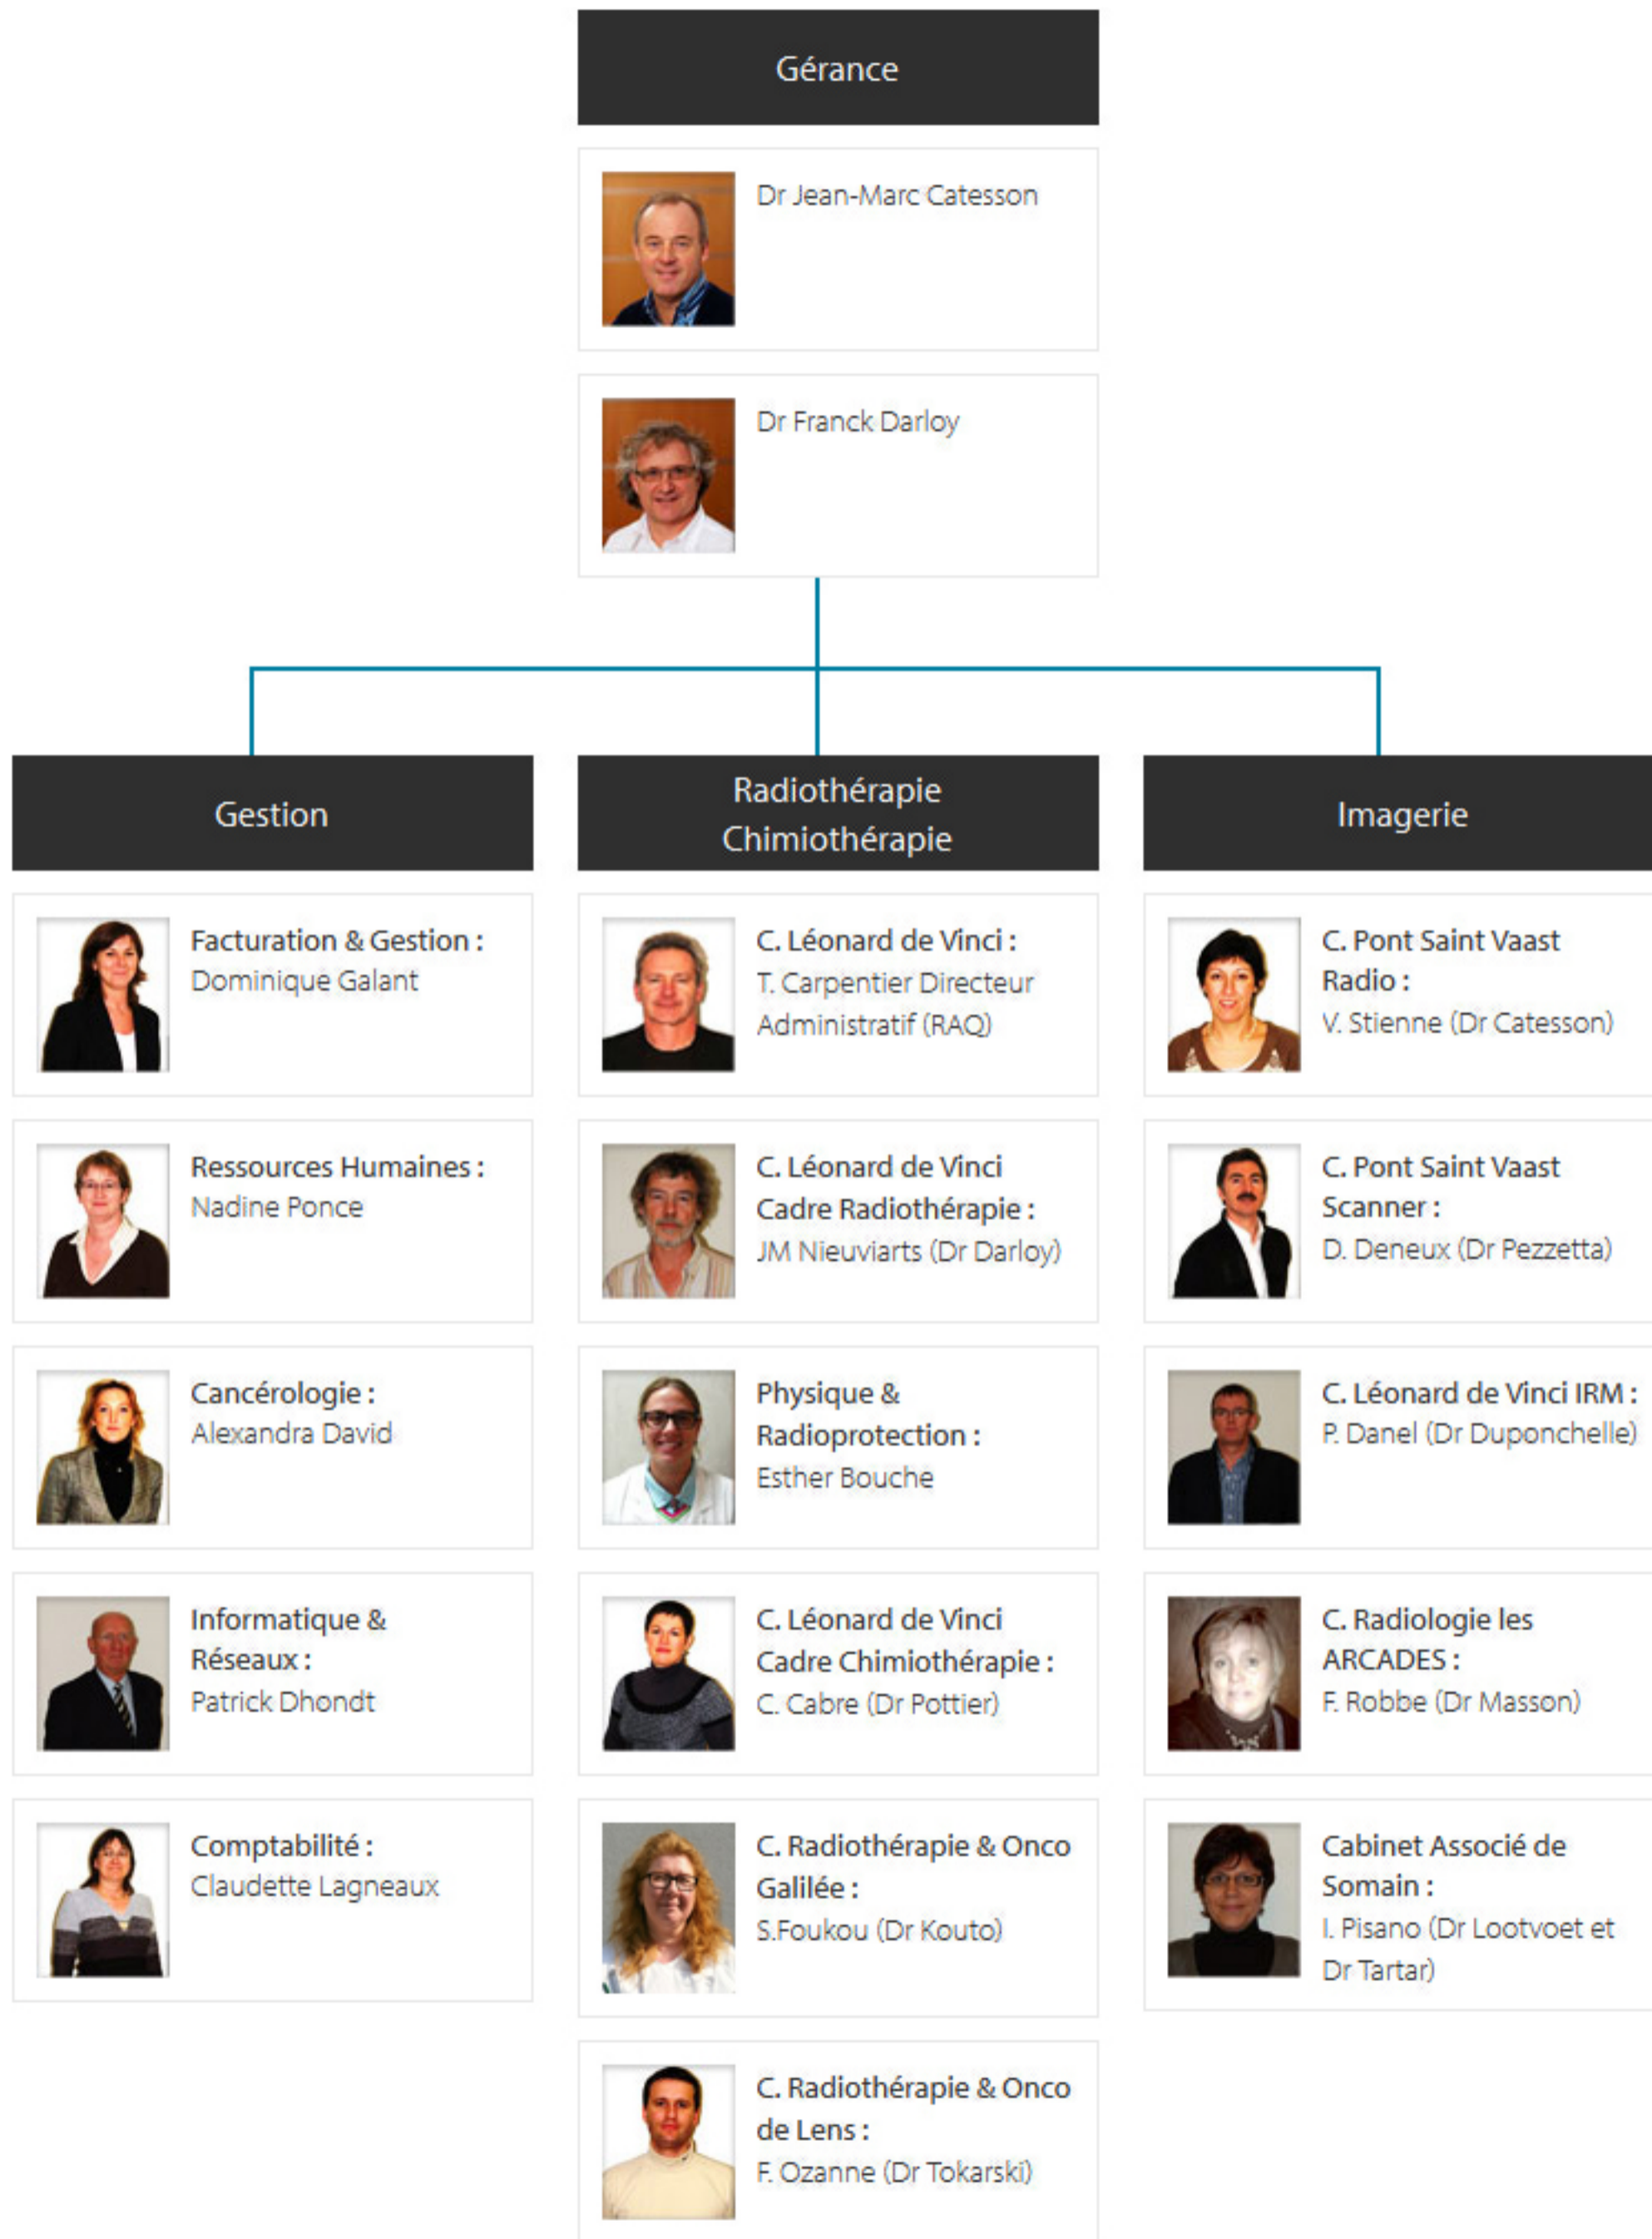 Gérance
Dr Jean-Marc Catesson
Dr Franck Darloy
Gestion
Facturation & Gestion :
Dominique Galant
Ressources Humaines :
Nadine Ponce
Cancérologie :
Alexandra David
Informatique &
Réseaux :
Patrick Dhondt
Comptabilité :
Claudette Lagneaux
Radiothérapie
Chimiothérapie
C. Léonard de Vinci :
T. Carpentier Directeur
Administratif (RAQ)
C. Léonard de Vinci
Cadre Radiothérapie :
JM Nieuviarts (Dr Darloy)
Physique &
Radioprotection :
Esther Bouche
C. Léonard de Vinci
Cadre Chimiothérapie :
C. Cabre (Dr Pottier)
C. Radiothérapie & Onco
Galilée :
S.Foukou (Dr Kouto)
C. Radiothérapie & Onco
de Lens :
F. Ozanne (Dr Tokarski)
Imagerie
C. Pont Saint Vaast
Radio :
V. Stienne (Dr Catesson)
C. Pont Saint Vaast
Scanner :
D. Deneux (Dr Pezzetta)
C. Léonard de Vinci IRM :
P. Danel (Dr Duponchelle)
C. Radiologie les
ARCADES :
F. Robbe (Dr Masson)
Cabinet Associé de
Somain :
I. Pisano (Dr Lootvoet et
Dr Tartar)